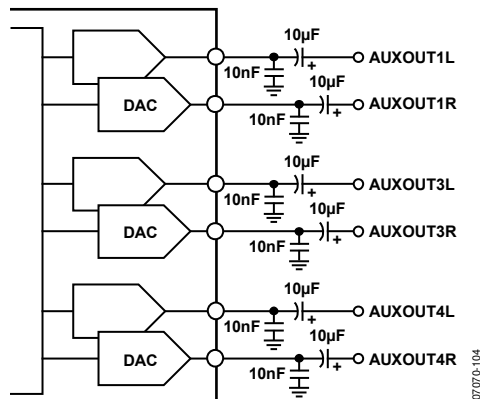 10µF
+
AUXOUT1L
10nF
10µF
DAC
+
AUXOUT1R
10nF
10µF
+
AUXOUT3L
10nF
10µF
DAC
+
AUXOUT3R
10nF
10µF
+
AUXOUT4L
10nF
10µF
DAC
+
AUXOUT4R
10nF
07070-104